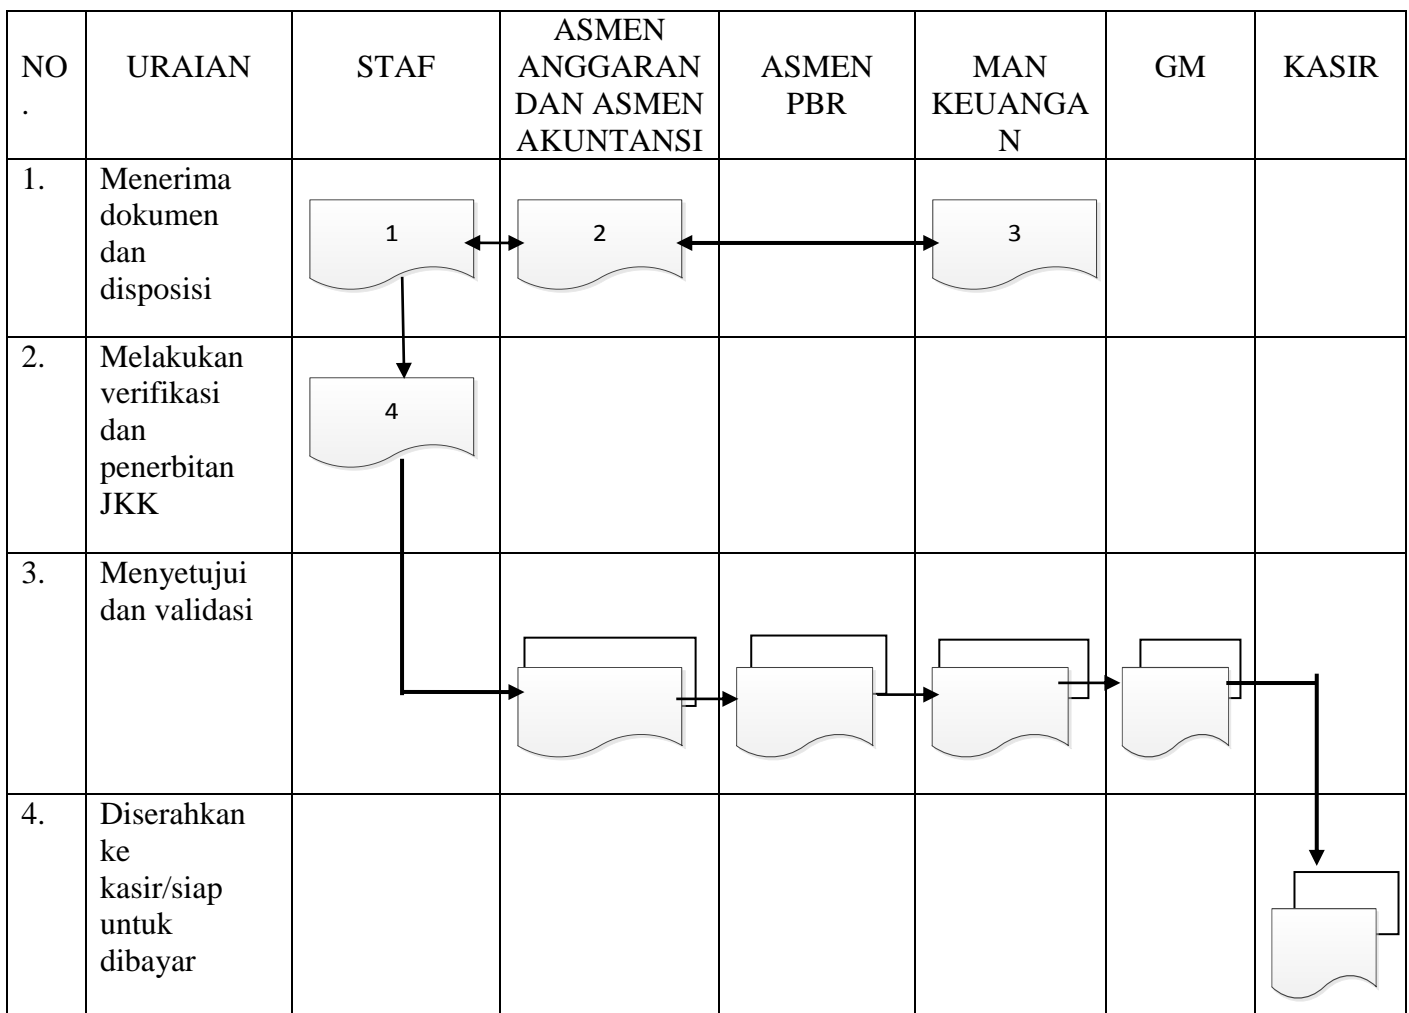 NO
.
URAIAN
STAF
ASMEN
ANGGARAN
DAN ASMEN
AKUNTANSI
ASMEN
PBR
MAN
KEUANGA
N
GM
KASIR
1.
Menerima
dokumen
dan
disposisi
1
2
3
2.
Melakukan
verifikasi
dan
penerbitan
JKK
4
3.
Menyetujui
dan validasi
4.
Diserahkan
ke
kasir/siap
untuk
dibayar